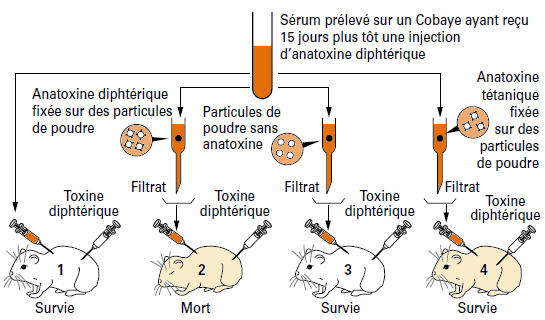 Sérum prélevé sur un Cobaye ayant reçu
15 jours plus tôt une injection
d'anatoxine diphtérique
Anatoxine diphtérique
fixée sur des particules
de poudre
Particules de
poudre sans
anatoxine
Anatoxine
tétanique
fixée
sur des
particules
de poudre
Filtrat
Filtrat
Filtrat
Toxine
diphtérique
Toxine
diphtérique
Toxine
diphtérique
Toxine
diphtérique
1
2
3
4
Survie
Mort
Survie
Survie